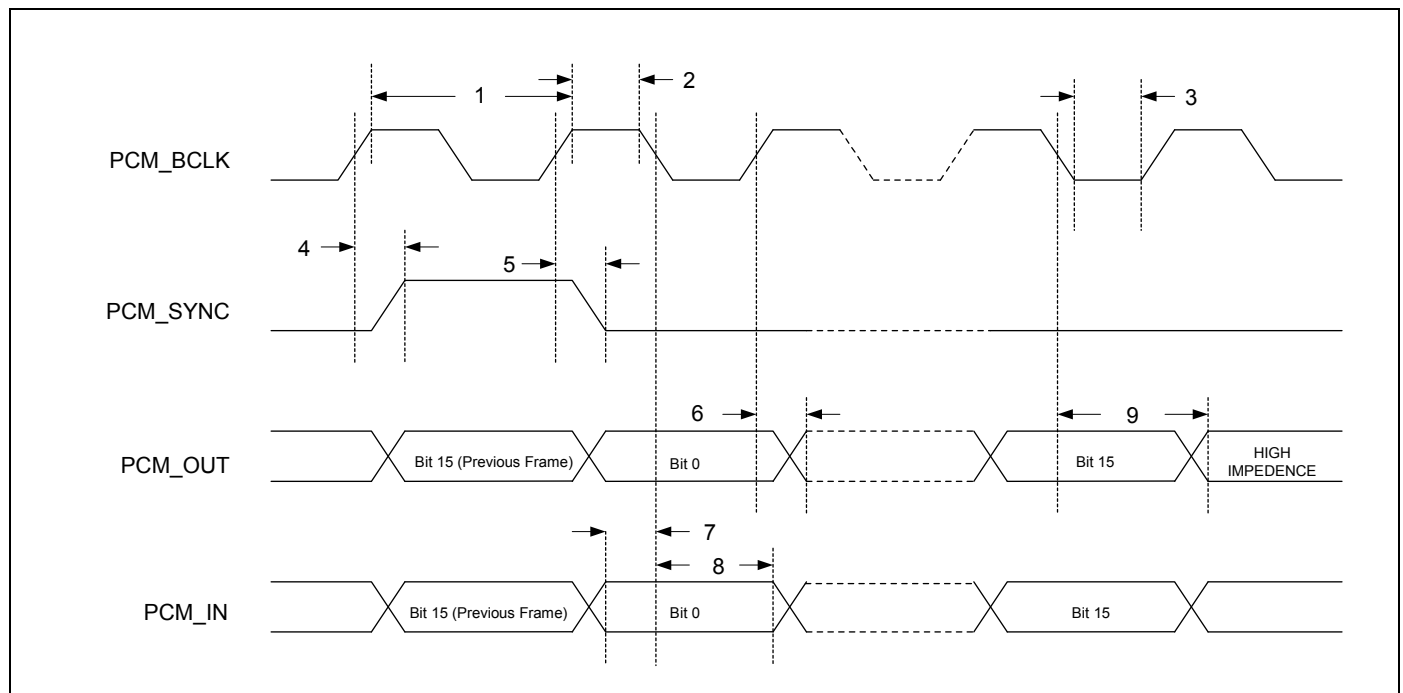 1
2
3
PCM_BCLK
4
5
PCM_SYNC
6
9
PCM_OUT
Bit 15 (Previous Frame)
Bit 0
Bit 15
HIGH
IMPEDENCE
7
8
PCM_IN
Bit 15 (Previous Frame)
Bit 0
Bit 15